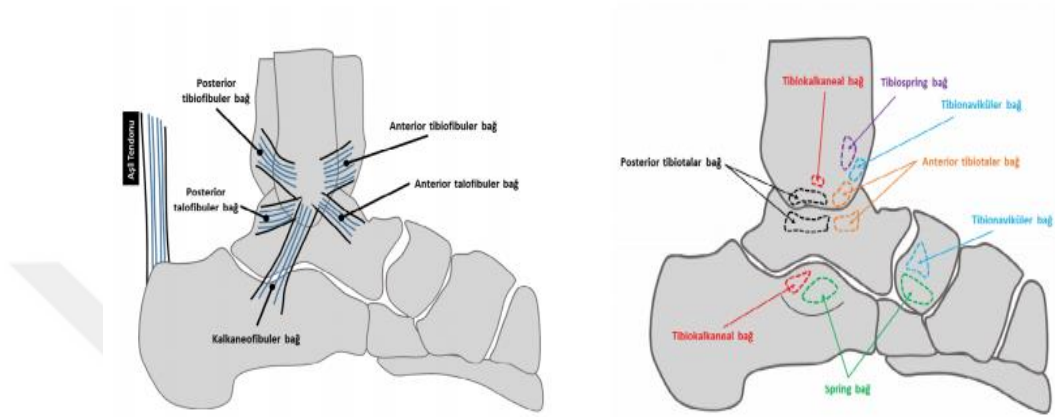 Posterior
tibiofibuler bağ
Anterior tibiofibuler bağ
Aşil Tendonu
Posterior
talofibuler bağ
Anterior talofibuler bağ
Kalkaneofibuler bağ
Tibiokalkaneal bağ
Tibiospring bağ
Tibionaviküler bağ
Posterior tibiotalar bağ
Anterior tibiotalar bağ
Tibionaviküler bağ
Tibiokalkaneal bağ
Spring bağ